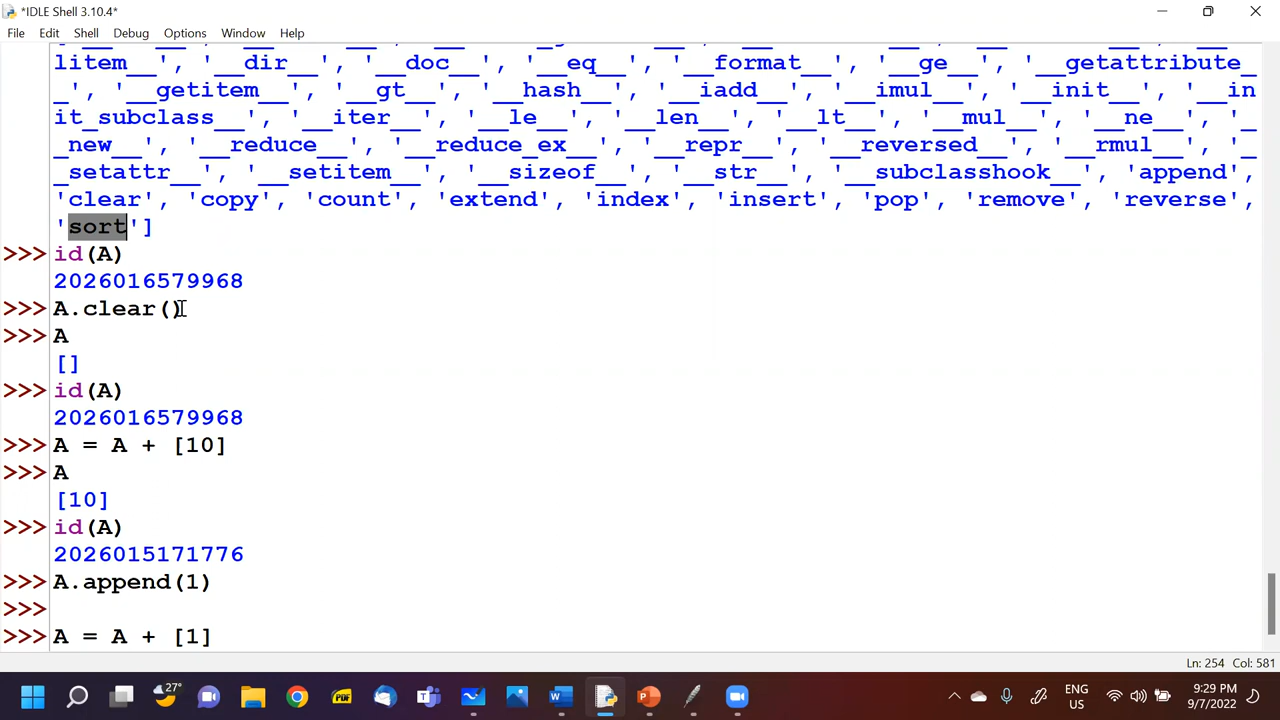 *IDLE Shell 3.10.4*
File Edit Shell Debug Options Window Help
litem__', '__dir__', '__doc__', '__eq__', '__format__', '__ge__', '__getattribute_
_', '__getitem__', '__gt__', '__hash__', '__iadd__', '__imul__', '__init__', '__in
it_subclass__', '__iter__', '__le__', '__len__', '__lt__', '__mul__', '__ne__', '_
_new__', '__reduce__', '__reduce_ex__', '__repr__', '__reversed__', '__rmul__', '_
_setattr__', '__setitem__', '__sizeof__', '__str__', '__subclasshook__', 'append',
'clear', 'copy', 'count', 'extend', 'index', 'insert', 'pop', 'remove', 'reverse',
'sort']
>>> id(A)
2026016579968
>>> A.clear()
>>> A
[]
>>> id(A)
2026016579968
>>> A = A + [10]
>>> A
[10]
>>> id(A)
2026015171776
>>> A.append(1)
>>>
>>> A = A + [1]
Ln: 254 Col: 581
27°
PDF
ENG
US
9:29 PM
9/7/2022